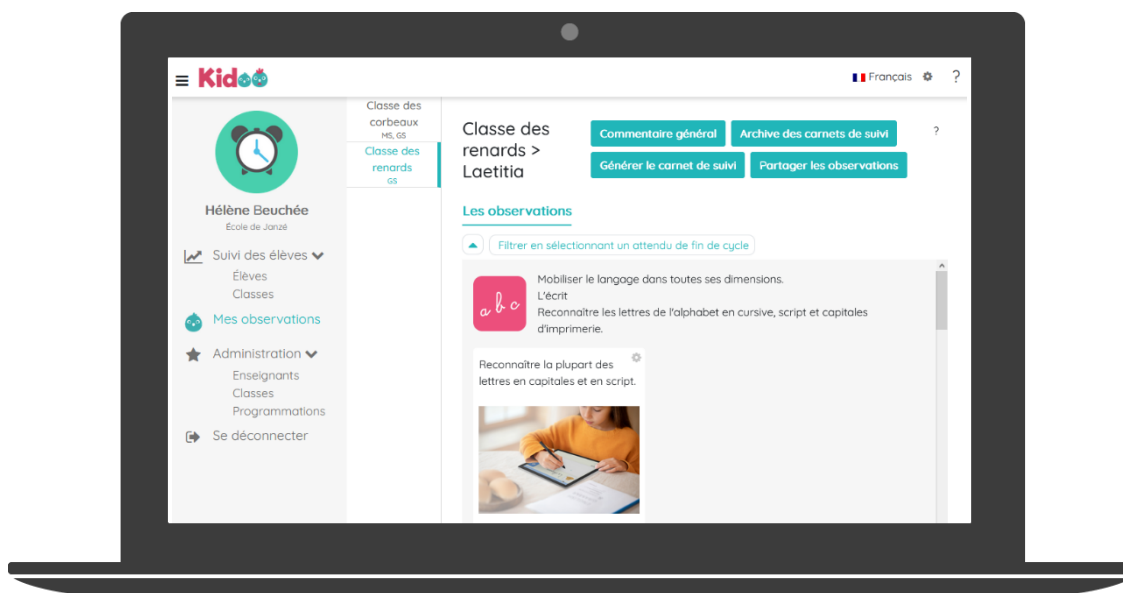 Kidoo
Français
?
Hélène Beuchée
École de Janzé
Suivi des élèves
Élèves
Classes
Mes observations
Administration
Enseignants
Classes
Programmations
Se déconnecter
Classe des
corbeaux
MS, GS
Classe des
renards
GS
Classe des
renards >
Laetitia
Commentaire général
Archive des carnets de suivi
?
Générer le carnet de suivi
Partager les observations
Les observations
Filtrer en sélectionnant un attendu de fin de cycle
a b c
Mobiliser le langage dans toutes ses dimensions.
L'écrit
Reconnaître les lettres de l'alphabet en cursive, script et capitales
d'imprimerie.
Reconnaître la plupart des
lettres en capitales et en script.